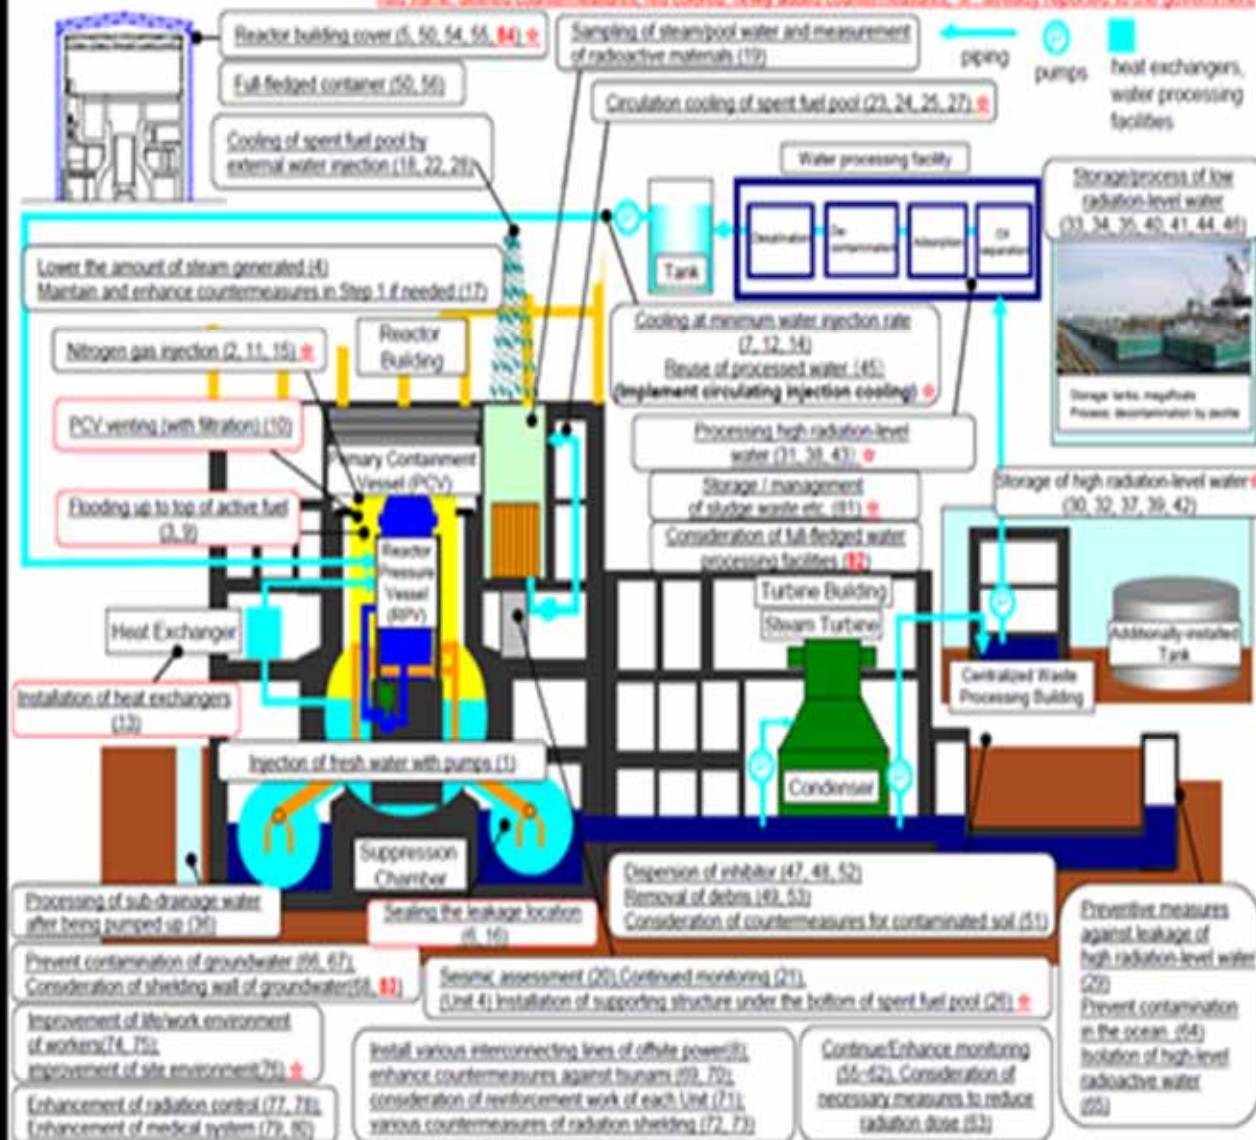 Reactor building cover (5, 50, 54, 55, 84) ☆
Full-fledged container (50, 56)
Cooling of spent fuel pool by
external water injection (18, 22, 28)
Sampling of steam/pool water and measurement
of radioactive materials (19)
Circulation cooling of spent fuel pool (23, 24, 25, 27) ☆
piping
pumps
heat exchangers,
water processing
facilities
Water processing facility
Desalination
De-
contamination
Adsorption
Oil
separation
Tank
Storage/process of low
radiation-level water
(33, 34, 35, 40, 41, 44, 46)
Storage: tanks, megafloats
Process: decontamination by zeolite
Lower the amount of steam generated (4)
Maintain and enhance countermeasures in Step 1 if needed (17)
Nitrogen gas injection (2, 11, 15) ☆
Reactor
Building
Cooling at minimum water injection rate
(7, 12, 14)
Reuse of processed water (45)
(Implement circulating injection cooling) ☆
PCV venting (with filtration) (10)
Primary Containment
Vessel (PCV)
Processing high radiation-level
water (31, 38, 43) ☆
Storage / management
of sludge waste etc. (81) ☆
Consideration of full-fledged water
processing facilities (82)
Storage of high radiation-level water☆
(30, 32, 37, 39, 42)
Flooding up to top of active fuel
(3, 9)
Reactor
Pressure
Vessel
(RPV)
Turbine Building
Steam Turbine
Heat Exchanger
Additionally-installed
Tank
Centralized Waste
Processing Building
Installation of heat exchangers
(13)
Injection of fresh water with pumps (1)
Condenser
Suppression
Chamber
Dispersion of inhibitor (47, 48, 52)
Removal of debris (49, 53)
Consideration of countermeasures for contaminated soil (51)
Processing of sub-drainage water
after being pumped up (36)
Sealing the leakage location
(6, 16)
Preventive measures
against leakage of
high radiation-level water
(29)
Prevent contamination
in the ocean (64)
Isolation of high-level
radioactive water
(65)
Prevent contamination of groundwater (66, 67),
Consideration of shielding wall of groundwater(68, 83)
Seismic assessment (20),Continued monitoring (21),
(Unit 4) Installation of supporting structure under the bottom of spent fuel pool (26) ☆
Improvement of life/work environment
of workers(74, 75);
improvement of site environment(76) ☆
Install various interconnecting lines of offsite power(8);
enhance countermeasures against tsunami (69, 70);
consideration of reinforcement work of each Unit (71);
various countermeasures of radiation shielding (72, 73)
Continue/Enhance monitoring
(55~62), Consideration of
necessary measures to reduce
radiation dose (63)
Enhancement of radiation control (77, 78);
Enhancement of medical system (79, 80)